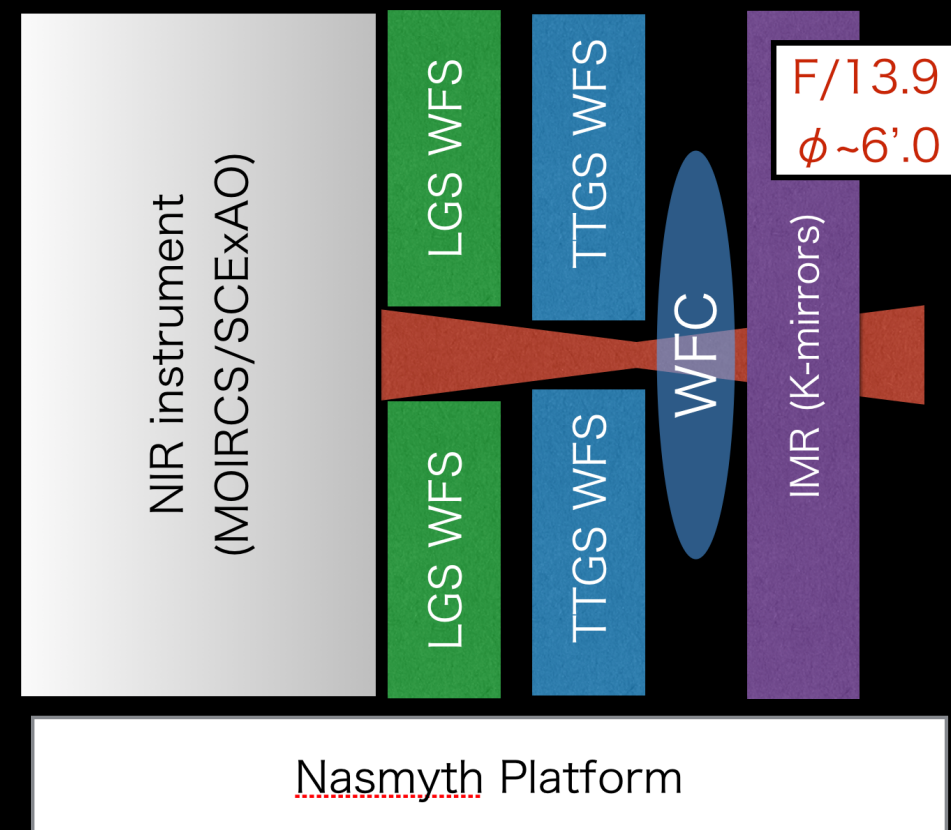 NIR instrument
(MOIRCS/SCExAO)
LGS WFS
LGS WFS
TTGS WFS
TTGS WFS
WFC
IMR (K-mirrors)
F/13.9
ϕ~6’.0
Nasmyth Platform